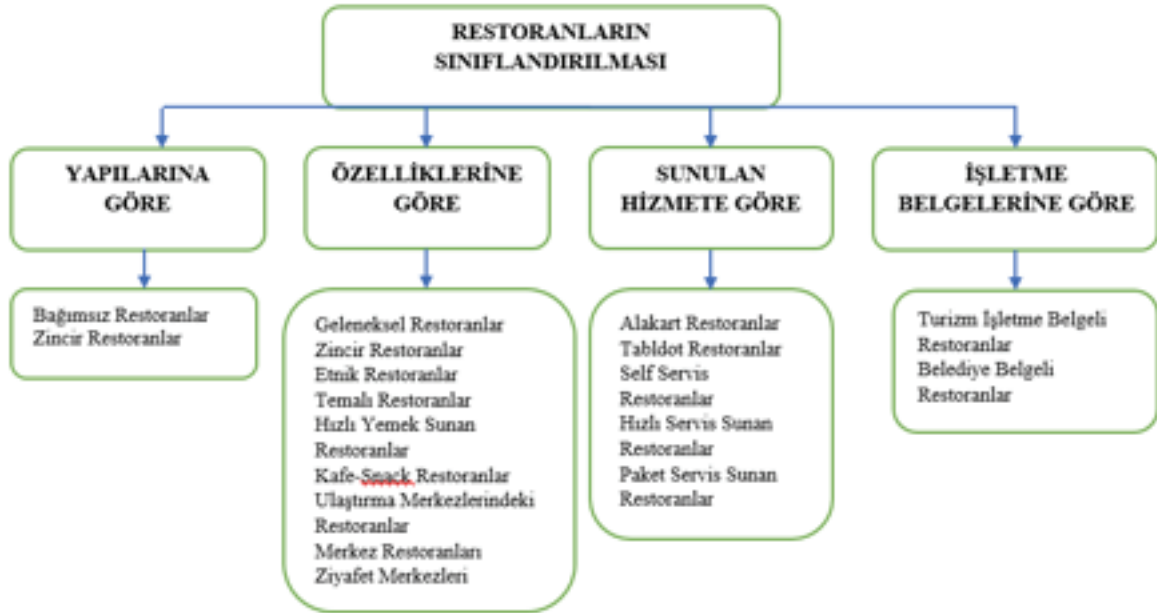 RESTORANLARIN
SINIFLANDIRILMASI
YAPILARINA
GÖRE
ÖZELLİKLERİNE
GÖRE
SUNULAN
HİZMETE GÖRE
İŞLETME
BELGELERİNE GÖRE
Bağımsız Restoranlar
Zincir Restoranlar
Geleneksel Restoranlar
Zincir Restoranlar
Etnik Restoranlar
Temalı Restoranlar
Hızlı Yemek Sunan
Restoranlar
Kafe-Snack Restoranlar
Ulaştırma Merkezlerindeki
Restoranlar
Merkez Restoranları
Ziyafet Merkezleri
Alakart Restoranlar
Tabldot Restoranlar
Self Servis
Restoranlar
Hızlı Servis Sunan
Restoranlar
Paket Servis Sunan
Restoranlar
Turizm İşletme Belgeli
Restoranlar
Belediye Belgeli
Restoranlar